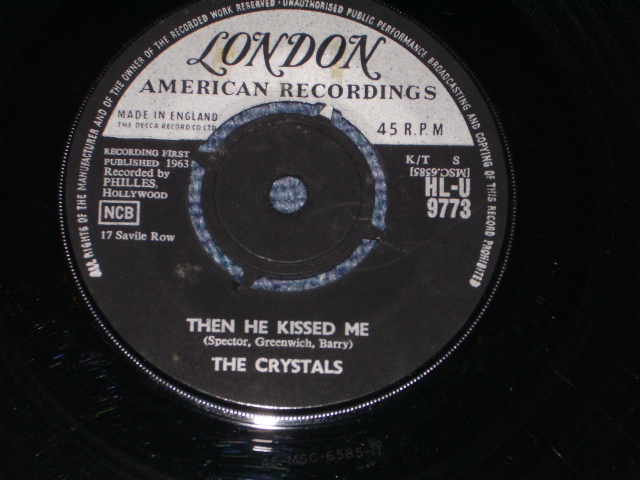 ALL RIGHTS OF THE MANUFACTURER AND OF THE OWNER OF THE RECORDED WORK RESERVED · UNAUTHORISED PUBLIC PERFORMANCE BROADCASTING AND COPYING OF THIS RECORD PROHIBITED
LONDON
AMERICAN RECORDINGS
MADE IN ENGLAND
THE DECCA RECORD CO LTD
45 R.P.M
RECORDING FIRST
PUBLISHED 1963
Recorded by
PHILLES,
HOLLYWOOD
NCB
17 Savile Row
K/T S
[MSC.6585]
HL-U
9773
THEN HE KISSED ME
(Spector, Greenwich, Barry)
THE CRYSTALS
MSC-6585-1T